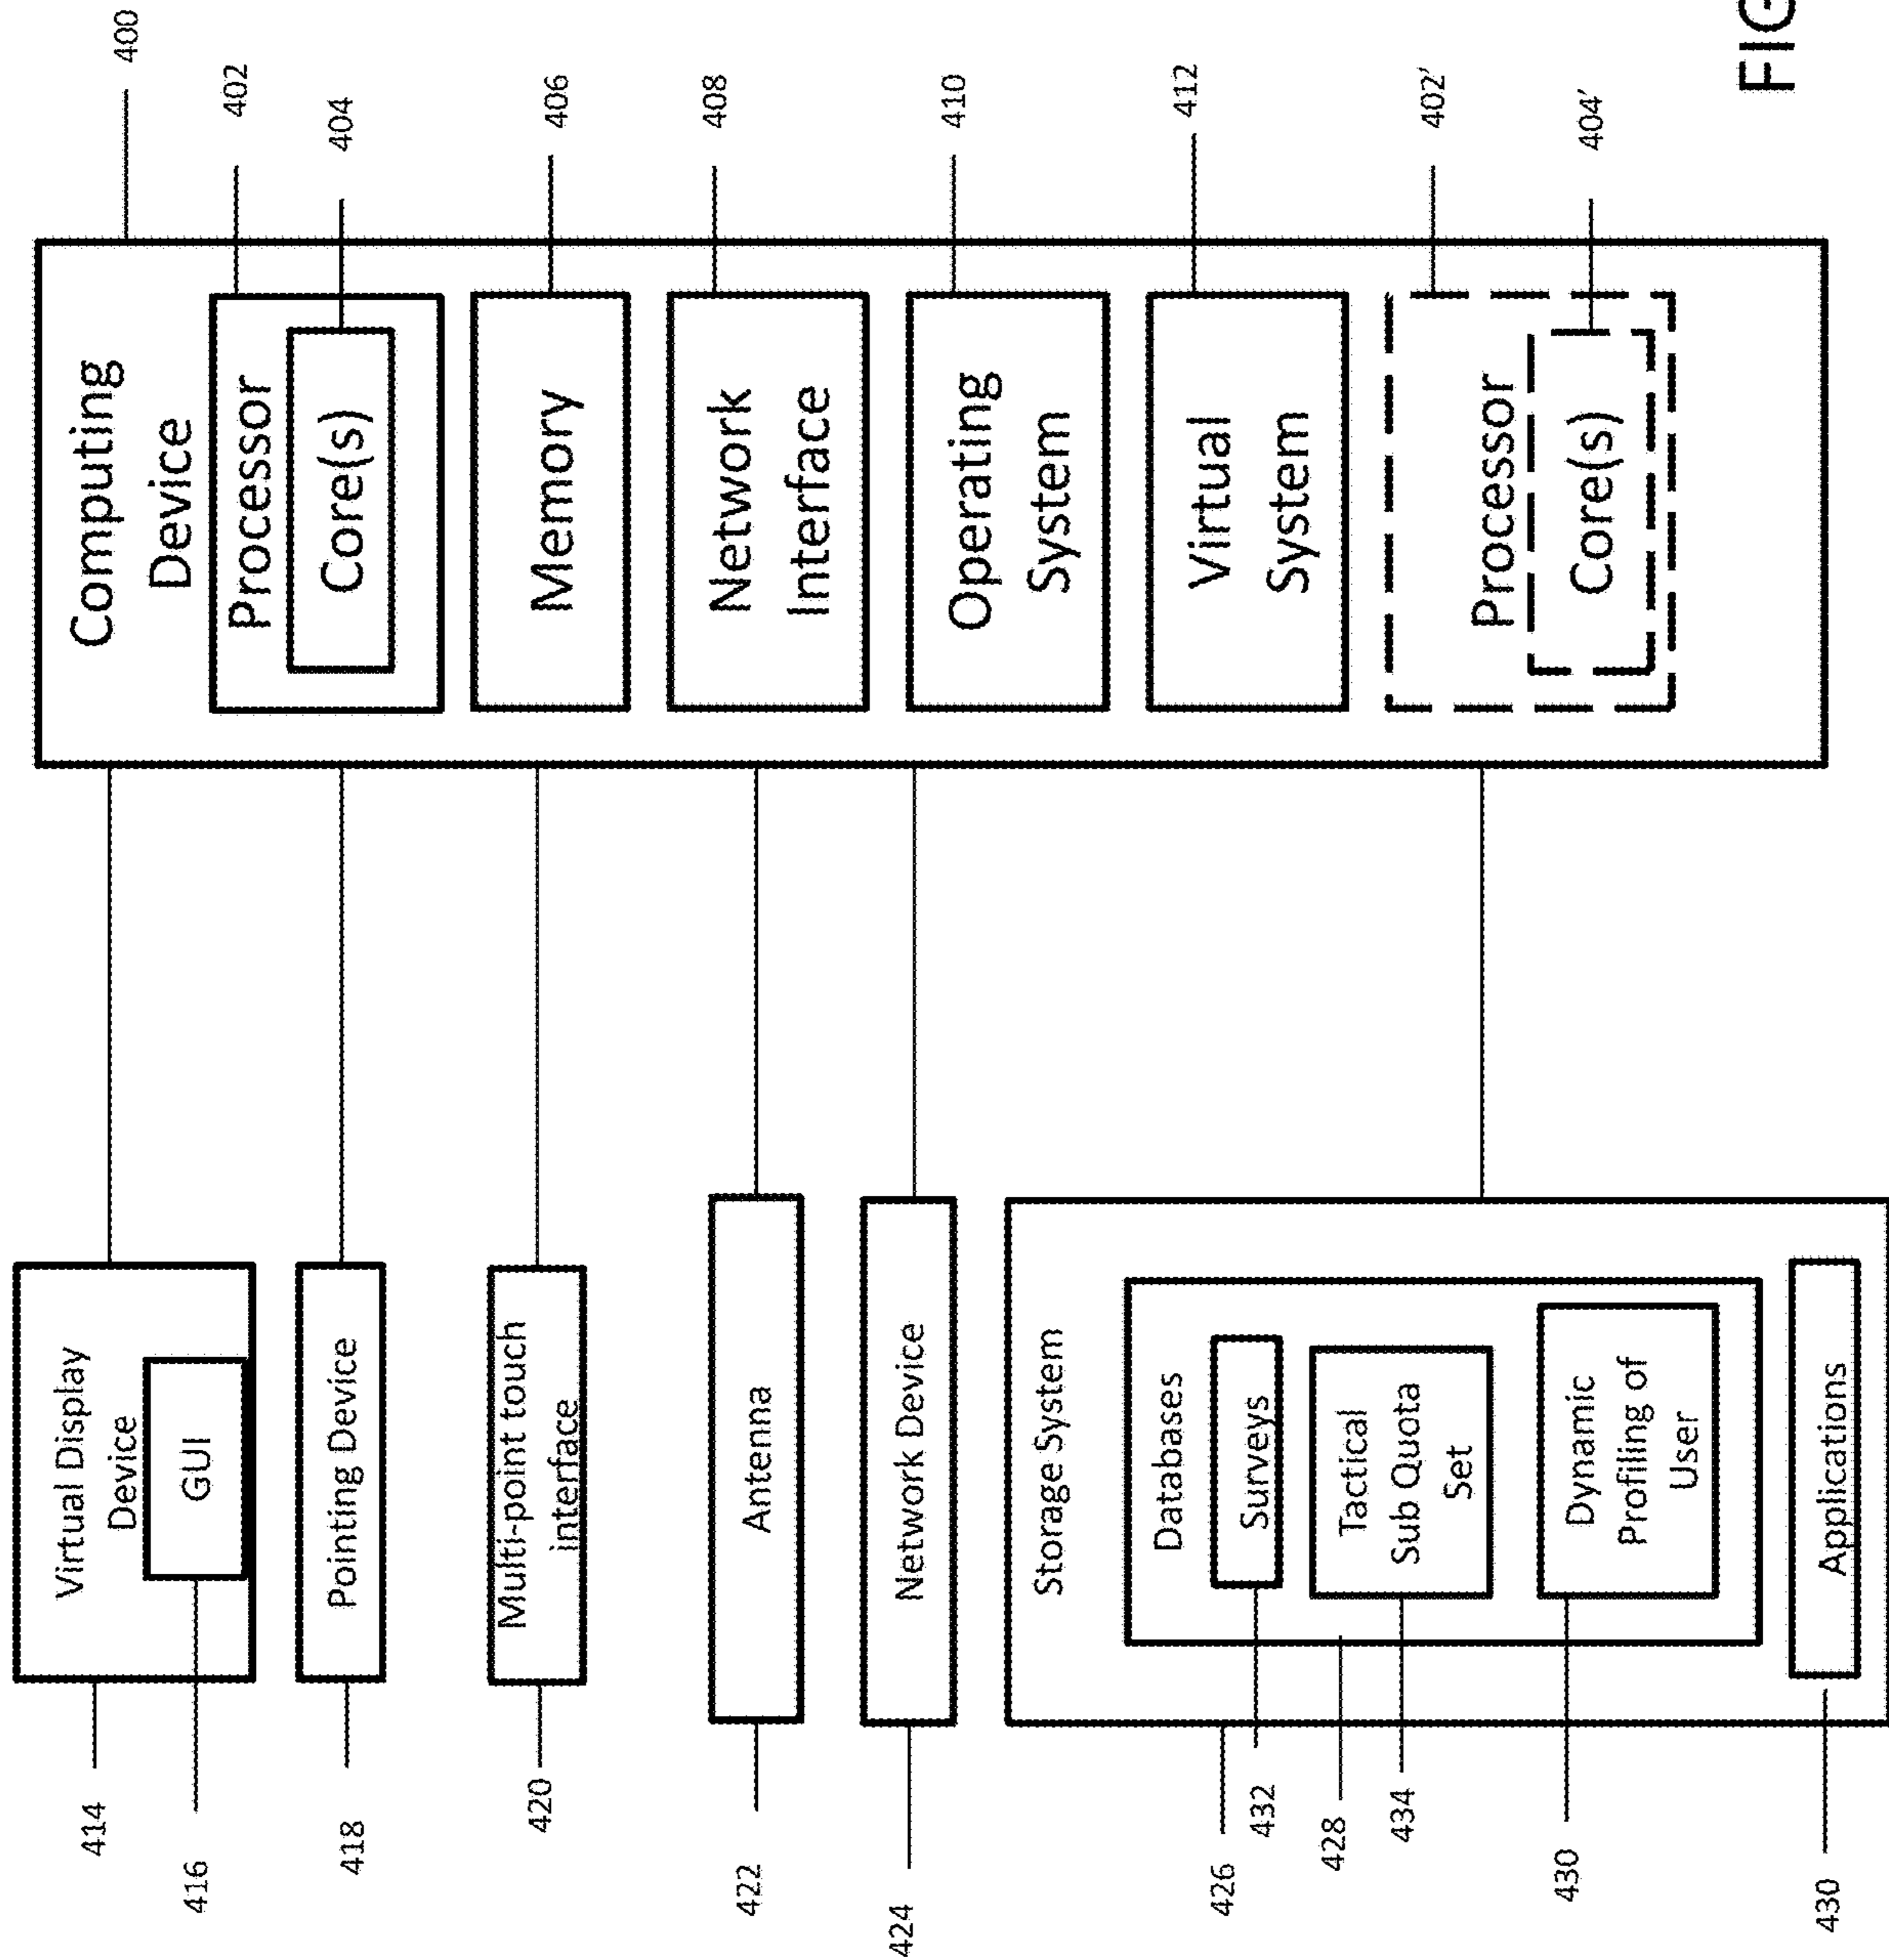 400
Computing
Device
402
Processor
404
Core(s)
406
Memory
408
Network
Interface
410
Operating
System
412
Virtual
System
402'
Processor
404'
Core(s)
414
Virtual Display
Device
416
GUI
418
Pointing Device
420
Multi-point touch
interface
422
Antenna
424
Network Device
426
Storage System
428
Databases
432
Surveys
434
Tactical
Sub Quota
Set
430
Dynamic
Profiling of
User
430
Applications